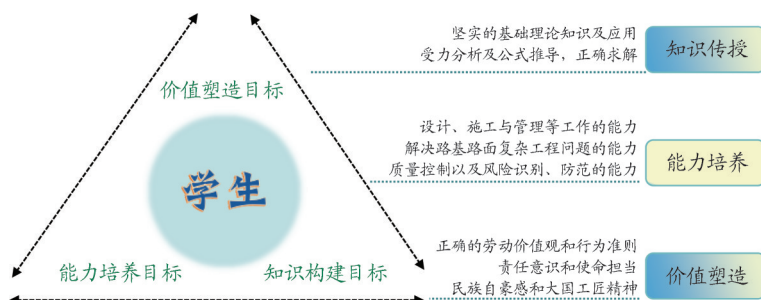 价值塑造目标
学生
能力培养目标
知识构建目标
坚实的基础理论知识及应用
受力分析及公式推导，正确求解
知识传授
设计、施工与管理等工作的能力
解决路基路面复杂工程问题的能力
质量控制以及风险识别、防范的能力
能力培养
正确的劳动价值观和行为准则
责任意识和使命担当
民族自豪感和大国工匠精神
价值塑造